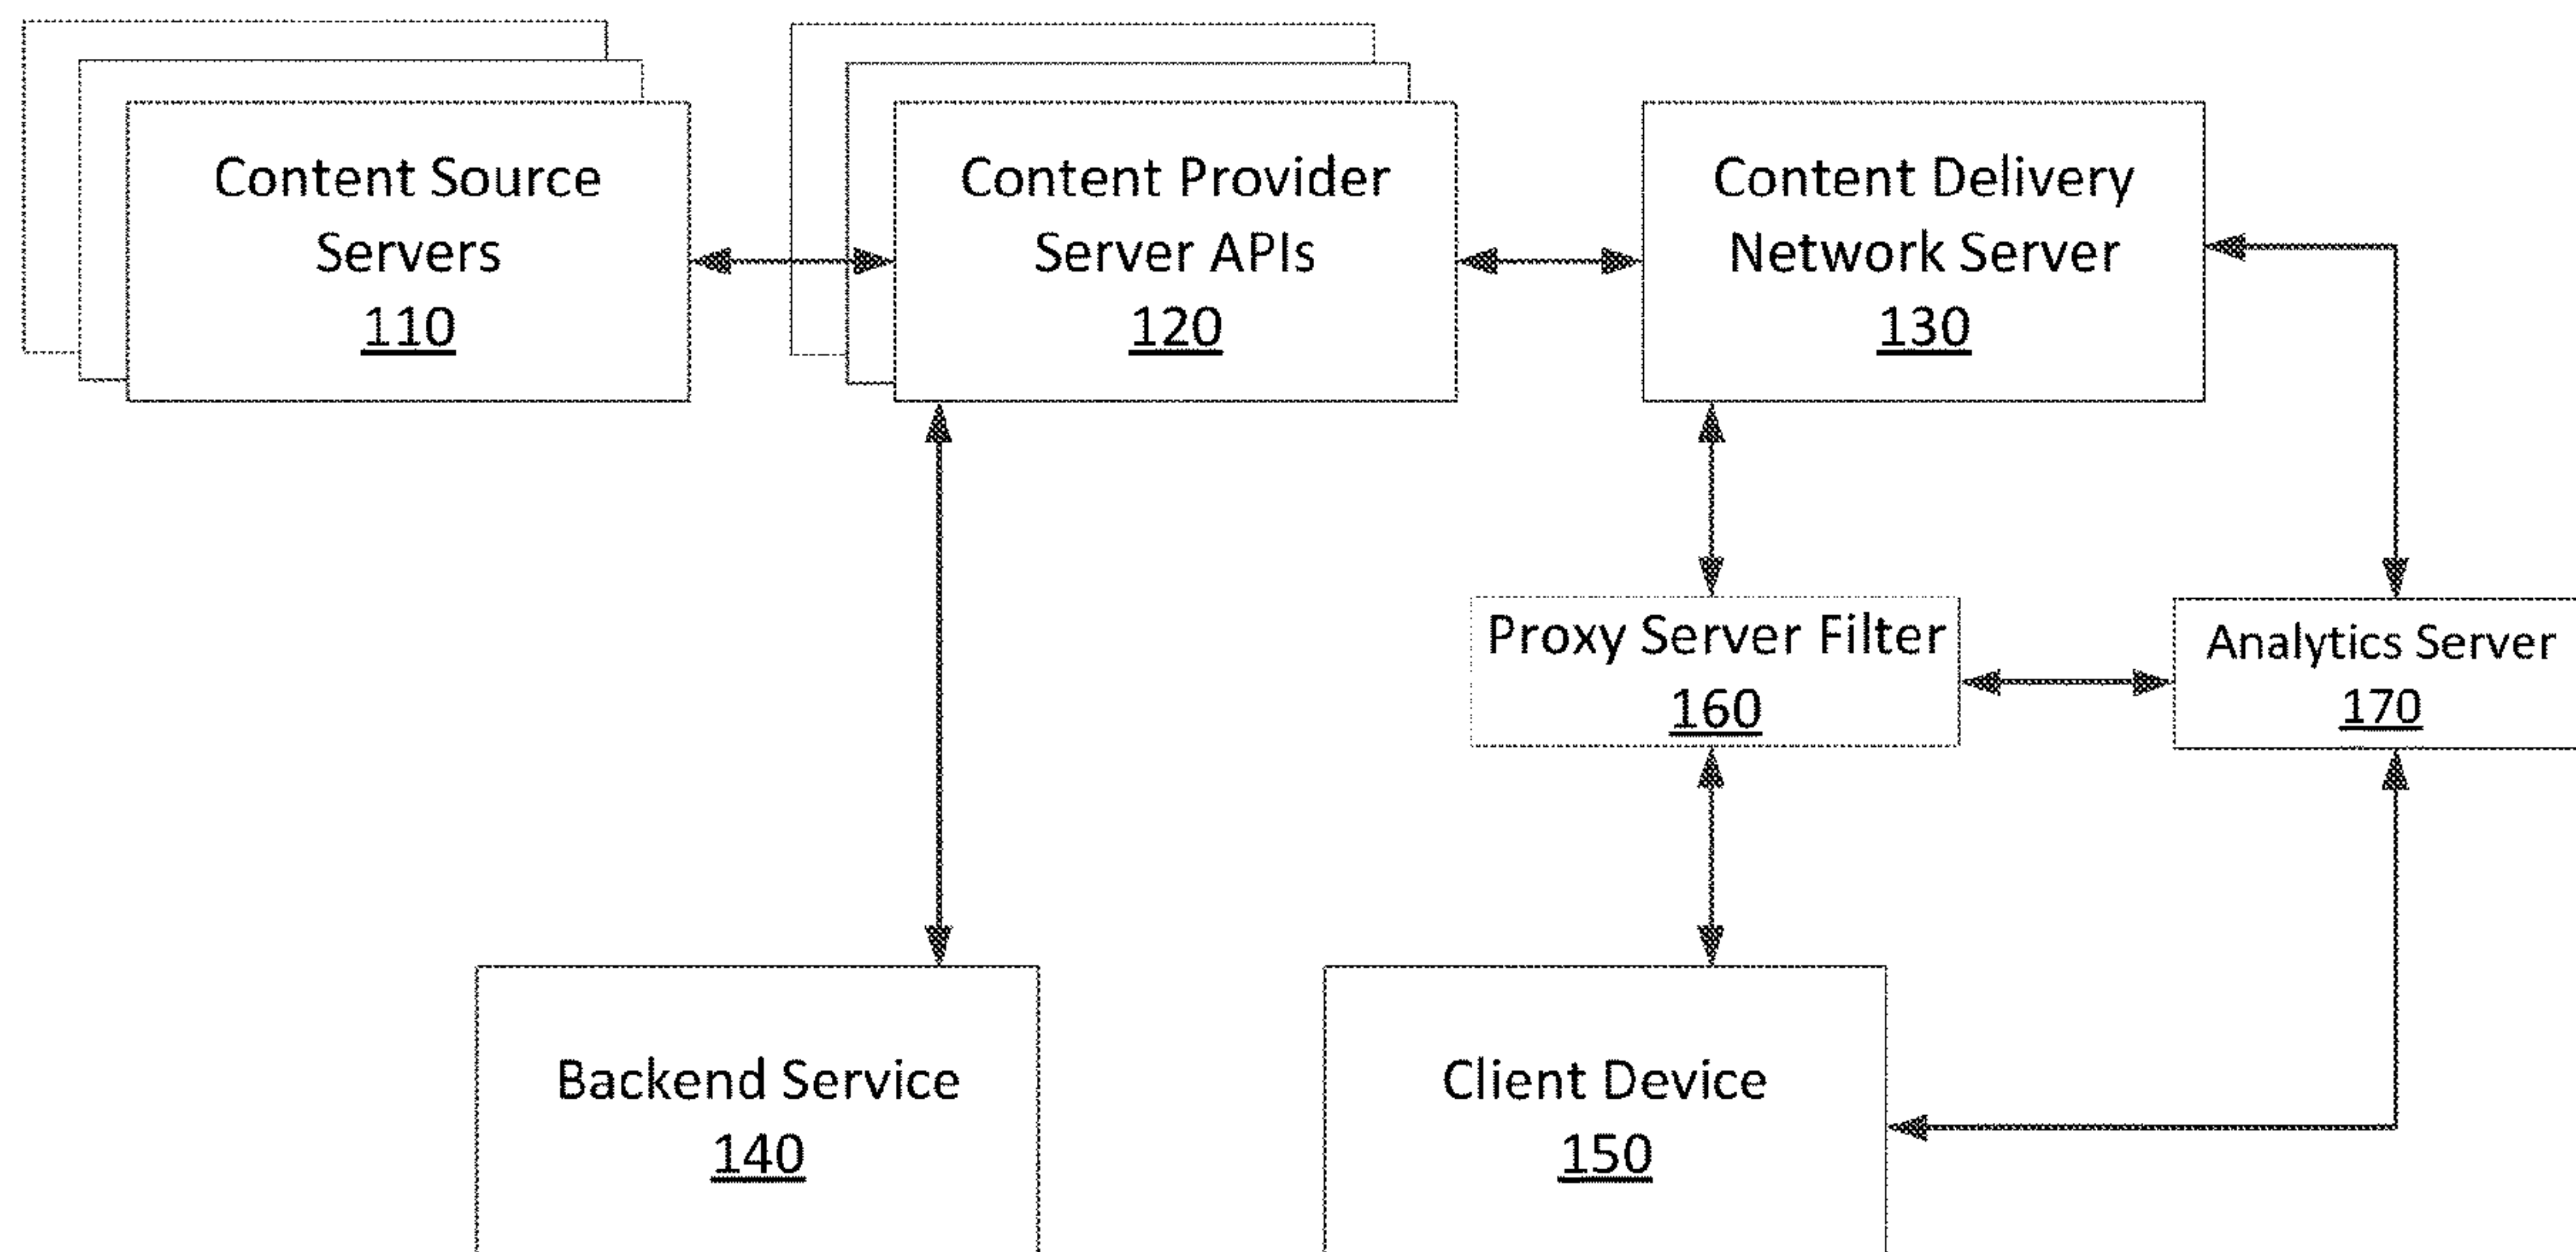 Content Source
Servers
110
Content Provider
Server APIs
120
Content Delivery
Network Server
130
Proxy Server Filter
160
Analytics Server
170
Backend Service
140
Client Device
150